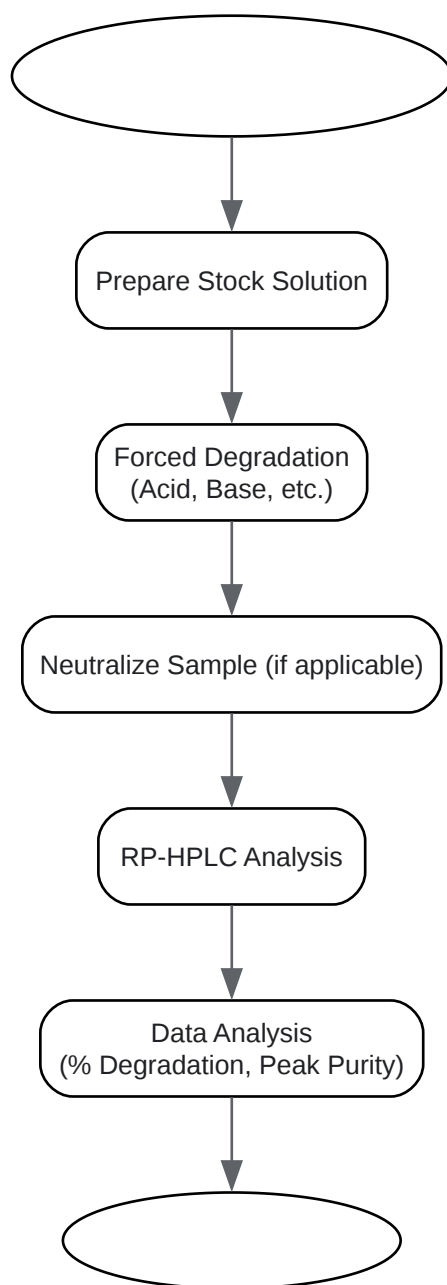 Prepare Stock Solution
Forced Degradation
(Acid, Base, etc.)
Neutralize Sample (if applicable)
RP-HPLC Analysis
Data Analysis
(% Degradation, Peak Purity)